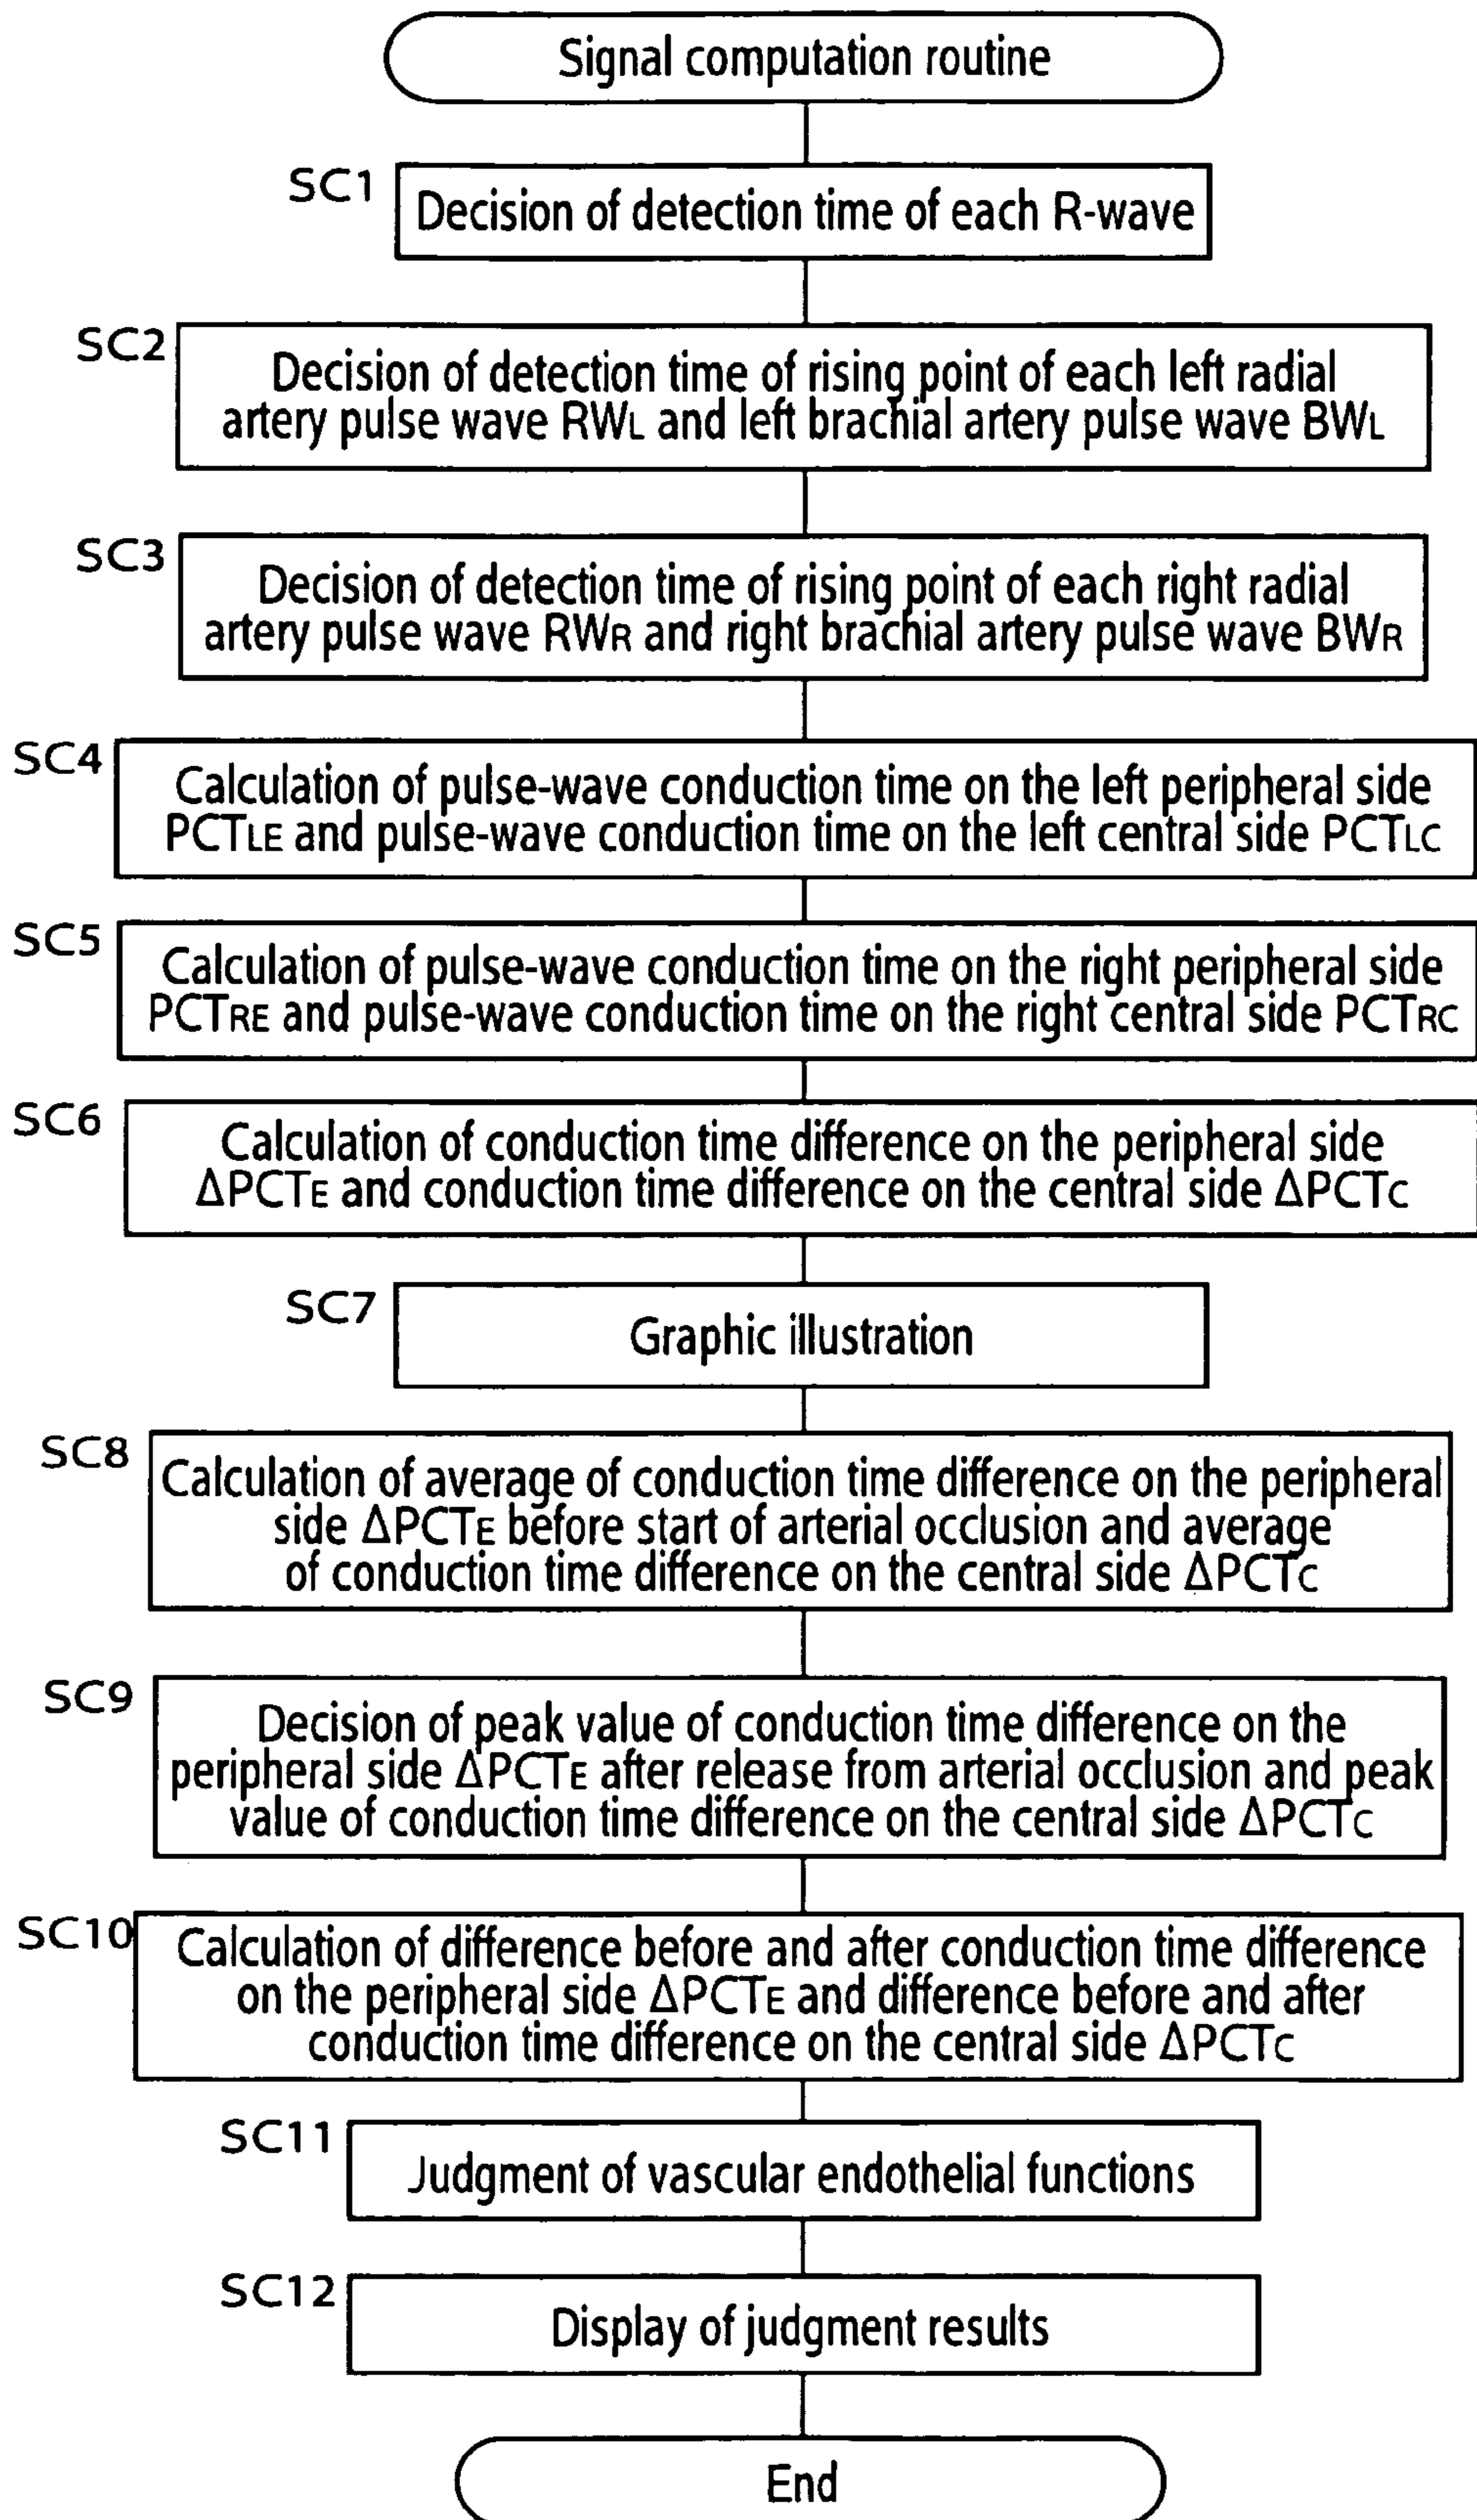 Signal computation routine
SC1
Decision of detection time of each R-wave
SC2
Decision of detection time of rising point of each left radial
artery pulse wave RWL and left brachial artery pulse wave BWL
SC3
Decision of detection time of rising point of each right radial
artery pulse wave RWR and right brachial artery pulse wave BWR
SC4
Calculation of pulse-wave conduction time on the left peripheral side
PCTLE and pulse-wave conduction time on the left central side PCTLC
SC5
Calculation of pulse-wave conduction time on the right peripheral side
PCTRE and pulse-wave conduction time on the right central side PCTRC
SC6
Calculation of conduction time difference on the peripheral side
ΔPCTE and conduction time difference on the central side ΔPCTC
SC7
Graphic illustration
SC8
Calculation of average of conduction time difference on the peripheral
side ΔPCTE before start of arterial occlusion and average
of conduction time difference on the central side ΔPCTC
SC9
Decision of peak value of conduction time difference on the
peripheral side ΔPCTE after release from arterial occlusion and peak
value of conduction time difference on the central side ΔPCTC
SC10
Calculation of difference before and after conduction time difference
on the peripheral side ΔPCTE and difference before and after
conduction time difference on the central side ΔPCTC
SC11
Judgment of vascular endothelial functions
SC12
Display of judgment results
End